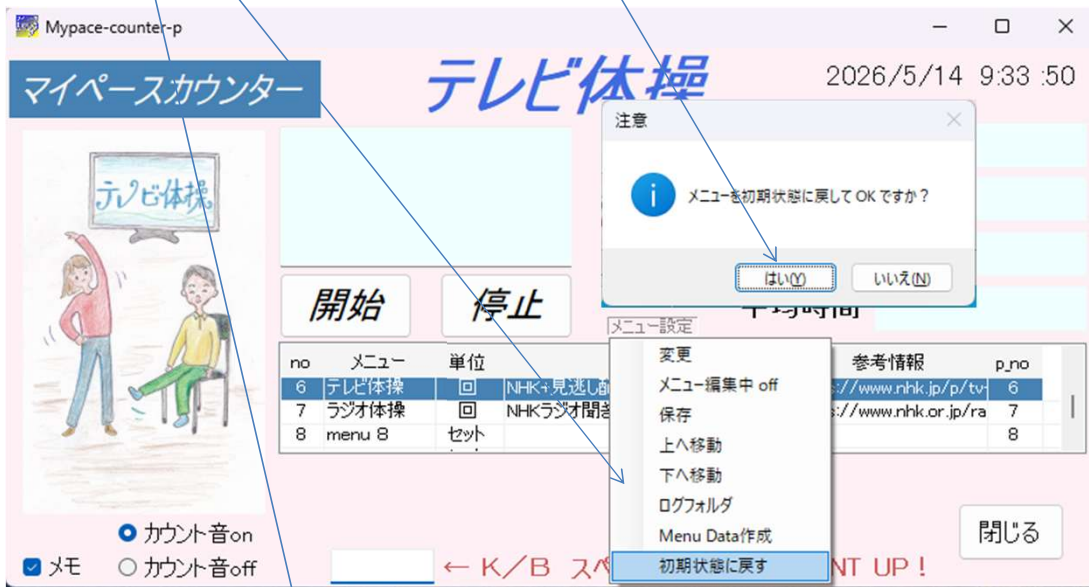 Mypace-counter-p
マイペースカウンター
テレビ体操
2026/5/14 9:33 :50
テレビ体操
注意
メニューを初期状態に戻して OK ですか?
はい(Y)
いいえ(N)
開始
停止
平均時間
メニュー設定
no メニュー 単位 参考情報 p_no
6 テレビ体操 回 NHK+見逃し ://www.nhk.jp/p/tv- 6
7 ラジオ体操 回 NHKラジオ聞き ://www.nhk.or.jp/ra 7
8 menu 8 セット 8
変更
メニュー編集中 off
保存
上へ移動
下へ移動
ログフォルダ
Menu Data作成
初期状態に戻す
カウント音on
メモ
カウント音off
← K/B スペ
NT UP !
閉じる